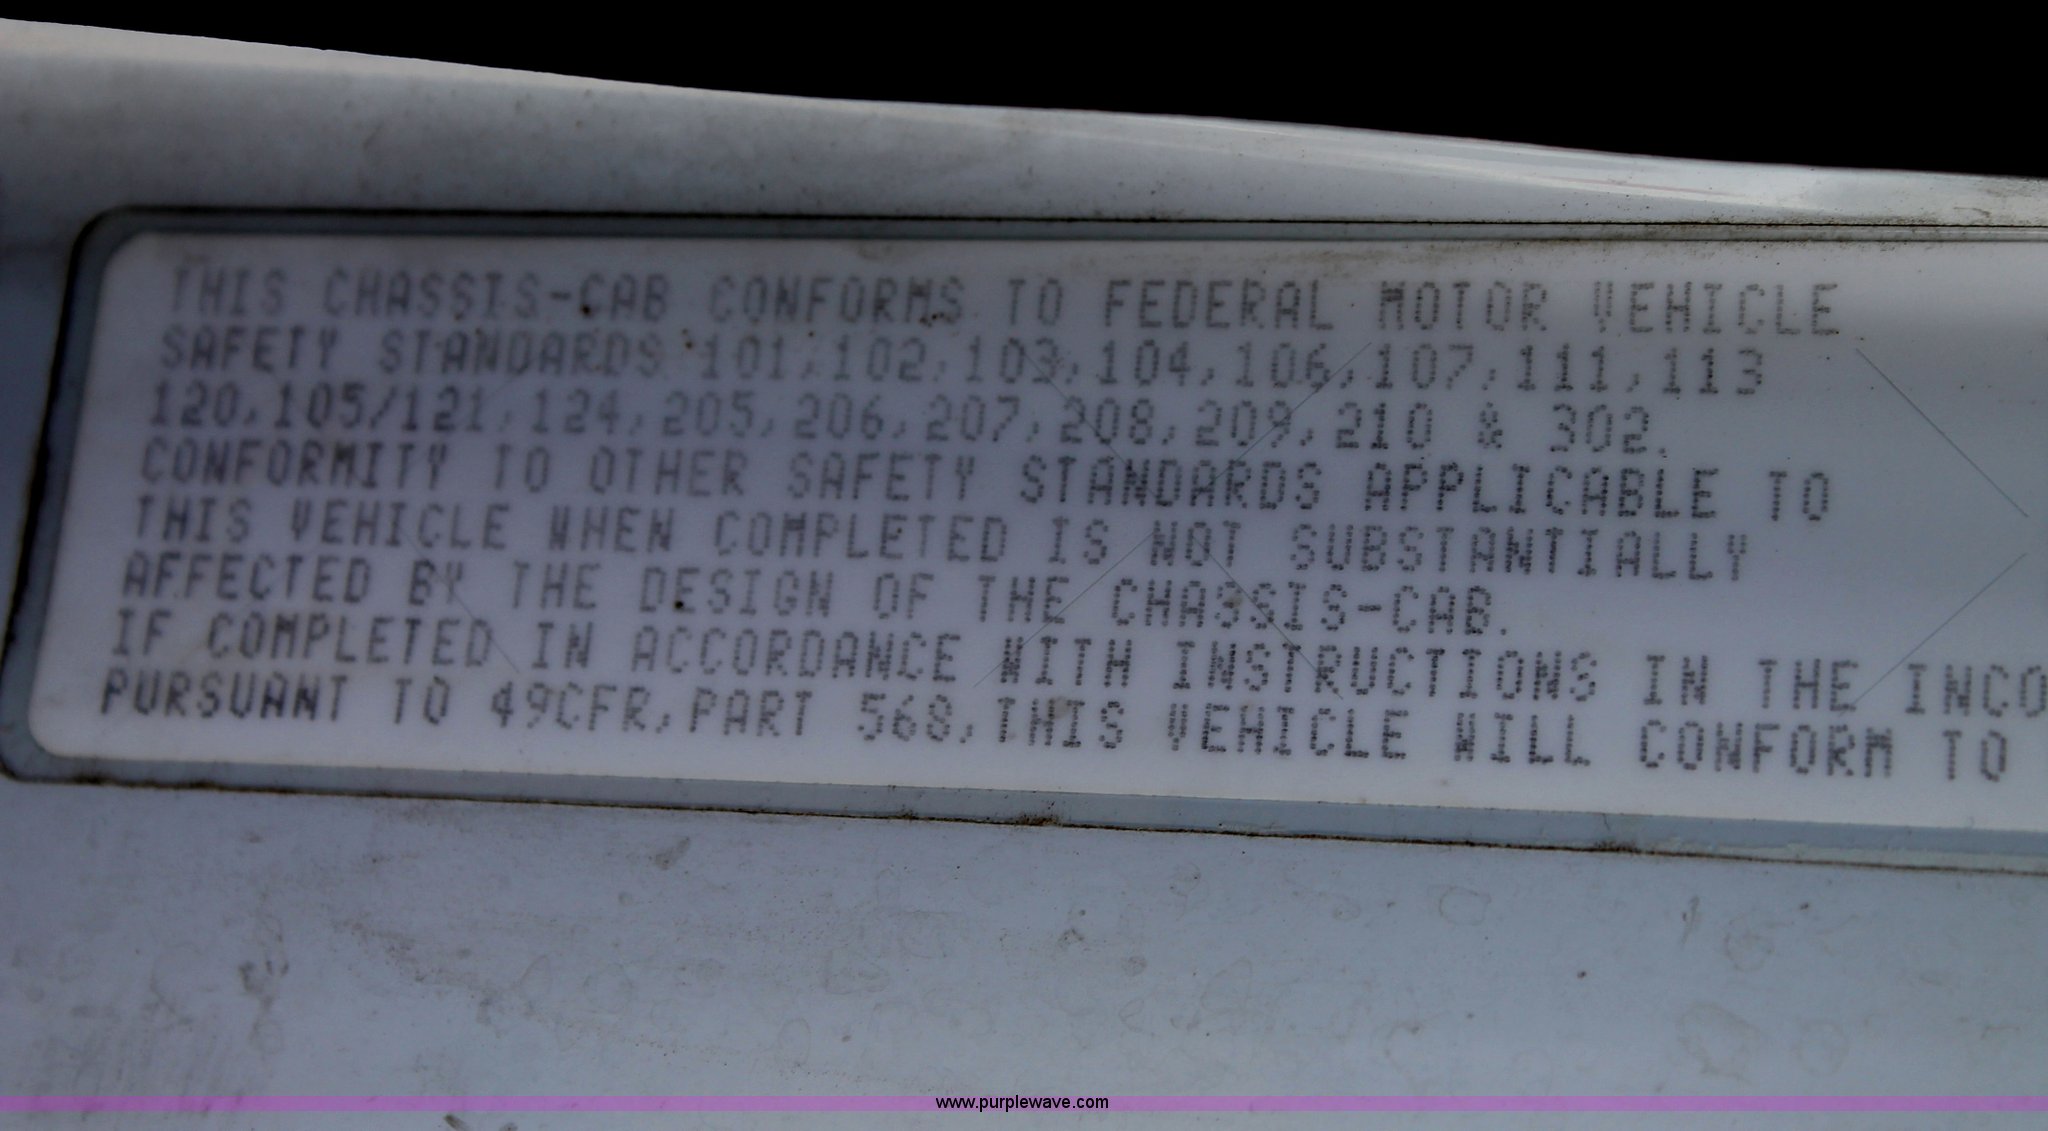 THIS CHASSIS-CAB CONFORMS TO FEDERAL MOTOR VEHICLE
SAFETY STANDARDS 101,102,103,104,106,107,111,113
120,105/121,124,205,206,207,208,209,210 & 302.
CONFORMITY TO OTHER SAFETY STANDARDS APPLICABLE TO
THIS VEHICLE WHEN COMPLETED IS NOT SUBSTANTIALLY
AFFECTED BY THE DESIGN OF THE CHASSIS-CAB.
IF COMPLETED IN ACCORDANCE WITH INSTRUCTIONS IN THE INCO
PURSUANT TO 49CFR,PART 568,THIS VEHICLE WILL CONFORM TO
www.purplewave.com